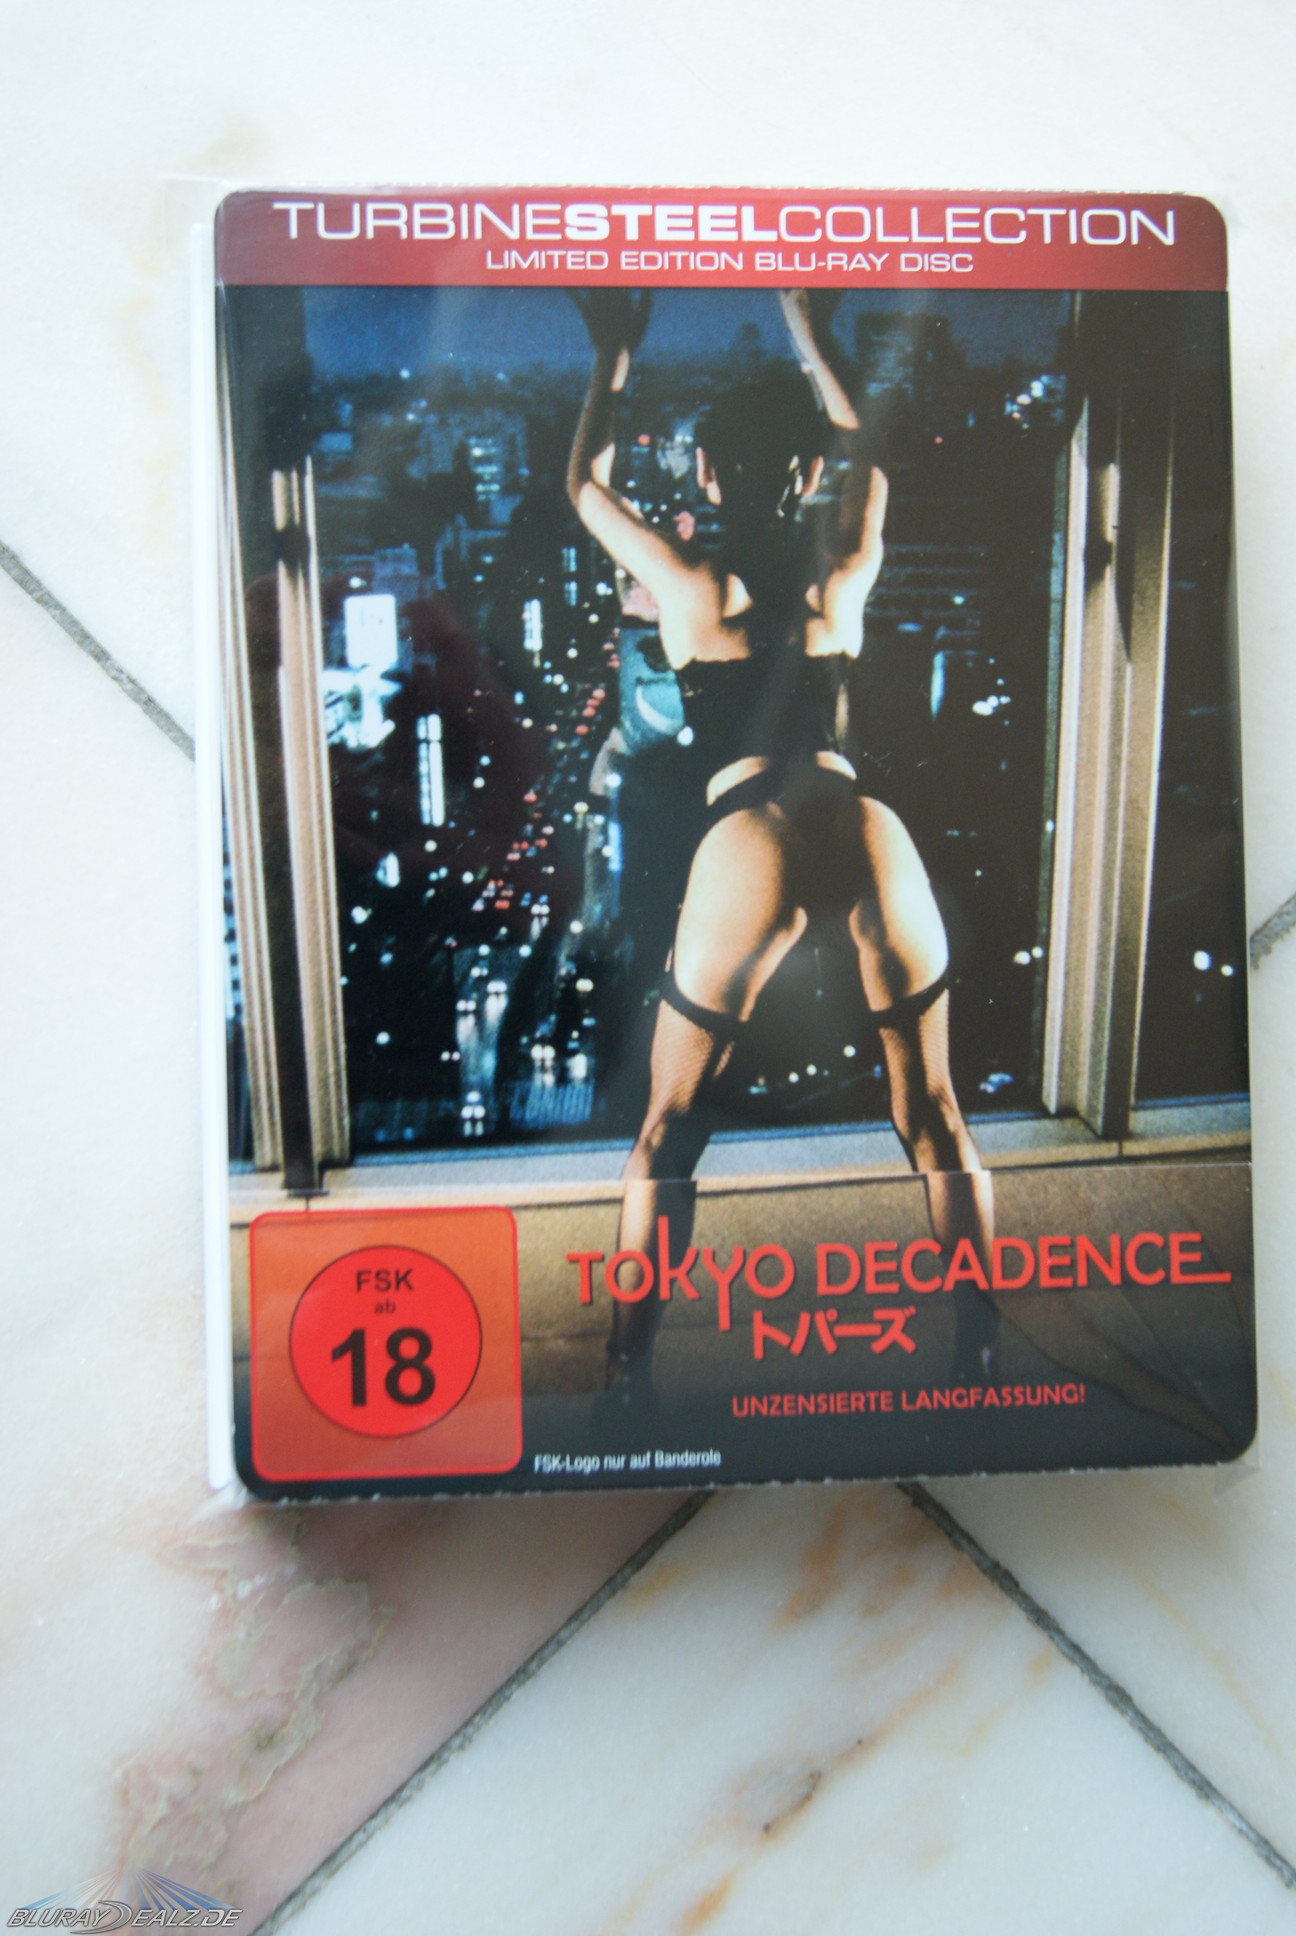 TURBINESTEELCOLLECTION
LIMITED EDITION BLU-RAY DISC
FSK
ab
18
TOKYO DECADENCE
トパーズ
UNZENSIERTE LANGFASSUNG!
FSK-Logo nur auf Banderole
BLURAYDEALZ.DE